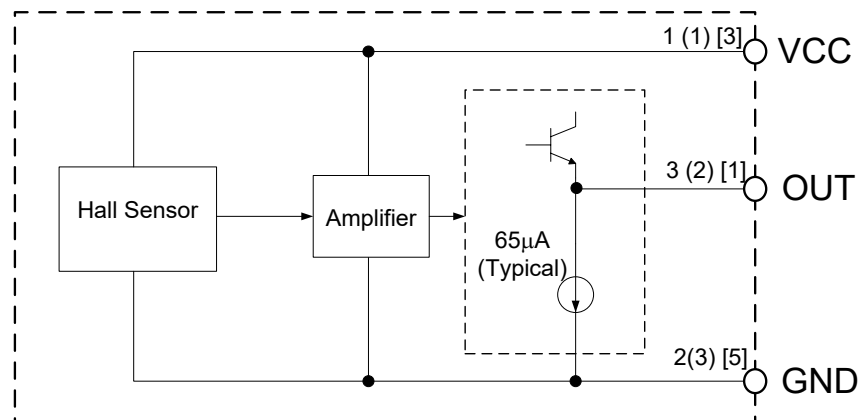 1 (1) [3]
VCC
3 (2) [1]
OUT
Hall Sensor
Amplifier
65μA
(Typical)
2(3) [5]
GND